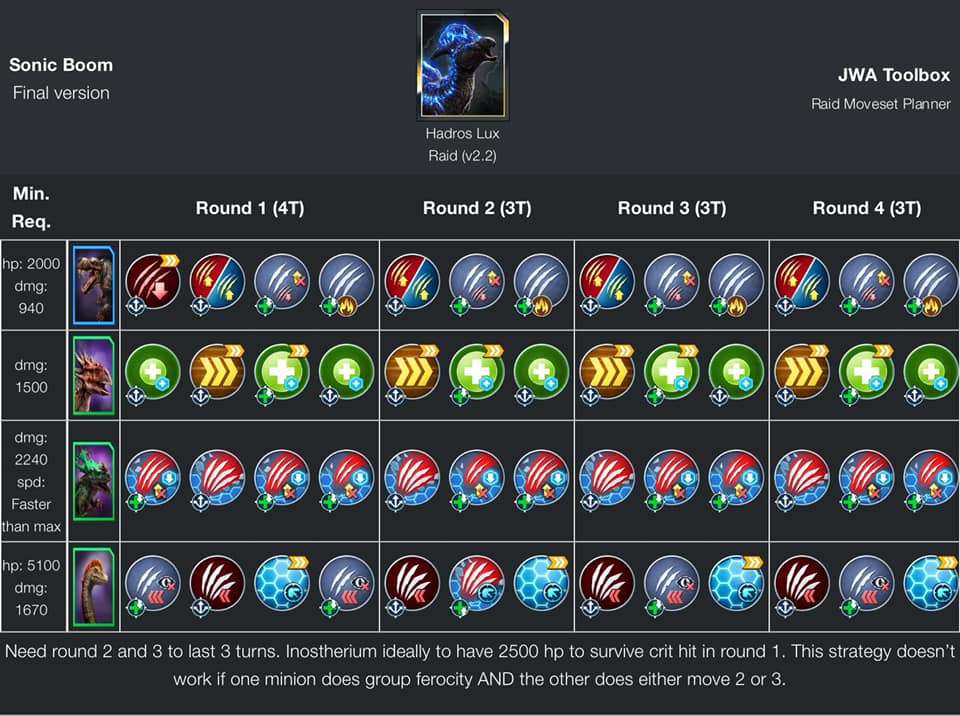 Sonic Boom
Final version
Hadros Lux
Raid (v2.2)
JWA Toolbox
Raid Moveset Planner
Min.
Req.
Round 1 (4T)
Round 2 (3T)
Round 3 (3T)
Round 4 (3T)
hp: 2000
dmg:
940
dmg:
1500
dmg:
2240
spd:
Faster
than max
hp: 5100
dmg:
1670
Need round 2 and 3 to last 3 turns. Inostherium ideally to have 2500 hp to survive crit hit in round 1. This strategy doesn’t
work if one minion does group ferocity AND the other does either move 2 or 3.